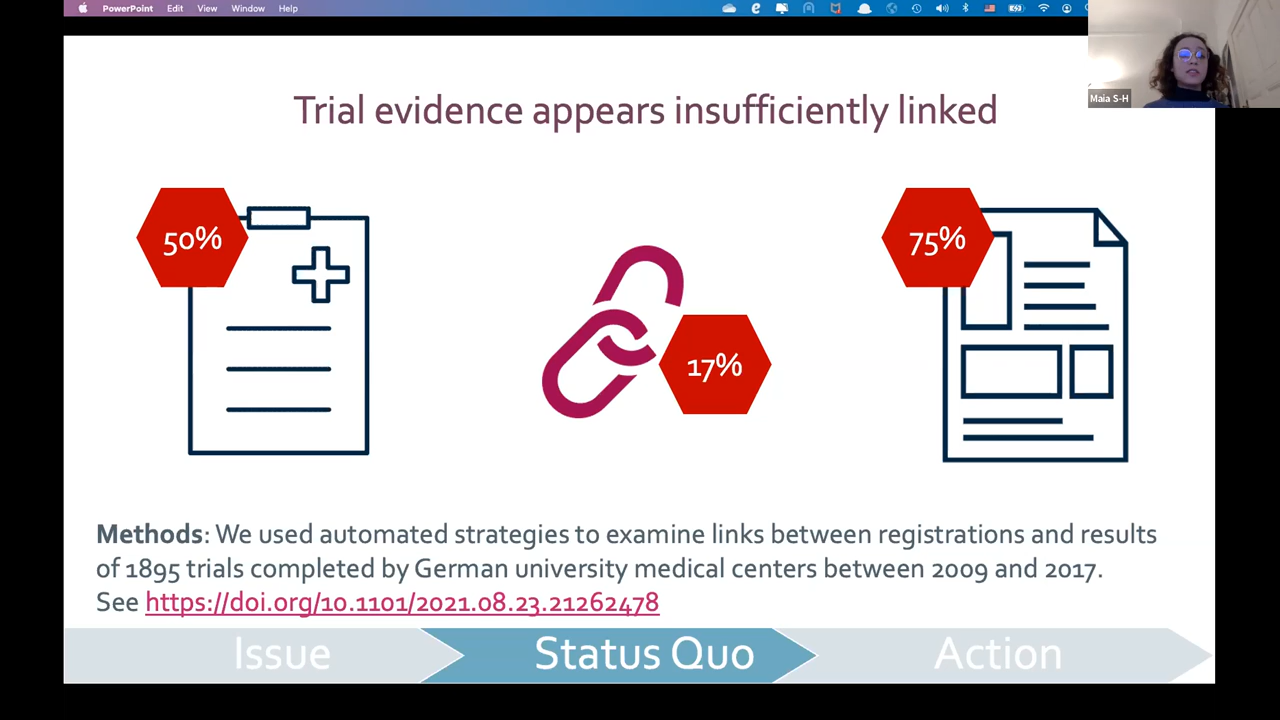 PowerPoint Edit View Window Help
Maia S-H
Trial evidence appears insufficiently linked
50%
75%
17%
Methods: We used automated strategies to examine links between registrations and results
of 1895 trials completed by German university medical centers between 2009 and 2017.
See https://doi.org/10.1101/2021.08.23.21262478
Issue Status Quo Action